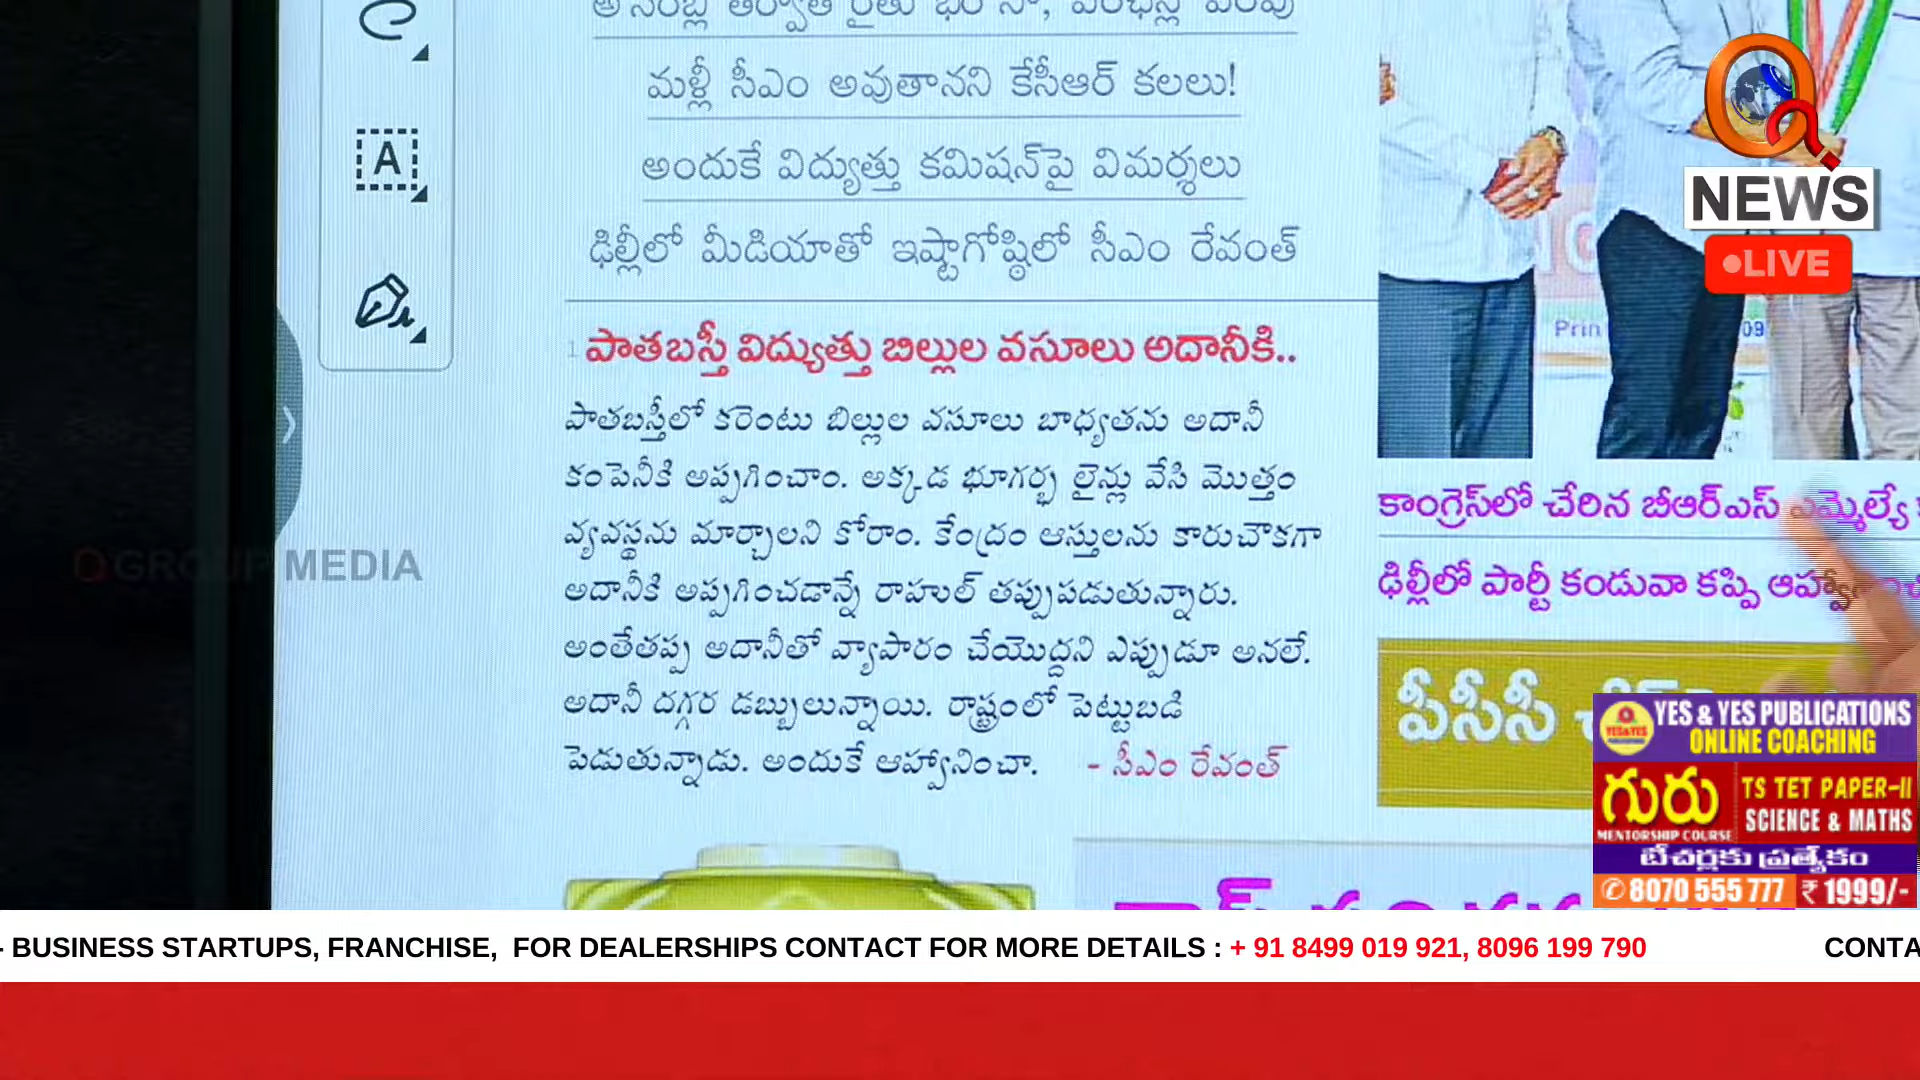 మళ్లీ సీఎం అవుతానని కేసీఆర్ కలలు!
అందుకే విద్యుత్తు కమిషన్‌పై విమర్శలు
ఢిల్లీలో మీడియాతో ఇష్టాగోష్ఠిలో సీఎం రేవంత్
పాతబస్తీ విద్యుత్తు బిల్లుల వసూలు అదానీకి..
పాతబస్తీలో కరెంటు బిల్లుల వసూలు బాధ్యతను అదానీ
కంపెనీకి అప్పగించాం. అక్కడ భూగర్భ లైన్లు వేసి మొత్తం
వ్యవస్థను మార్చాలని కోరాం. కేంద్రం ఆస్తులను కారుచౌకగా
అదానీకి అప్పగించడాన్నే రాహుల్ తప్పుపడుతున్నారు.
అంతేతప్ప అదానీతో వ్యాపారం చేయొద్దని ఎప్పుడూ అనలే.
అదానీ దగ్గర డబ్బులున్నాయి. రాష్ట్రంలో పెట్టుబడి
పెడుతున్నాడు. అందుకే ఆహ్వానించా. - సీఎం రేవంత్
కాంగ్రెస్‌లో చేరిన బీఆర్ఎస్ ఎమ్మెల్యే
ఢిల్లీలో పార్టీ కండువా కప్పి
పీసీసీ
A
GROUP MEDIA
NEWS
LIVE
YES & YES PUBLICATIONS
ONLINE COACHING
గురు
MENTORSHIP COURSE
TS TET PAPER-II
SCIENCE & MATHS
టీచర్లకు ప్రత్యేకం
8070 555 777 ₹ 1999/-
- BUSINESS STARTUPS, FRANCHISE, FOR DEALERSHIPS CONTACT FOR MORE DETAILS : + 91 8499 019 921, 8096 199 790